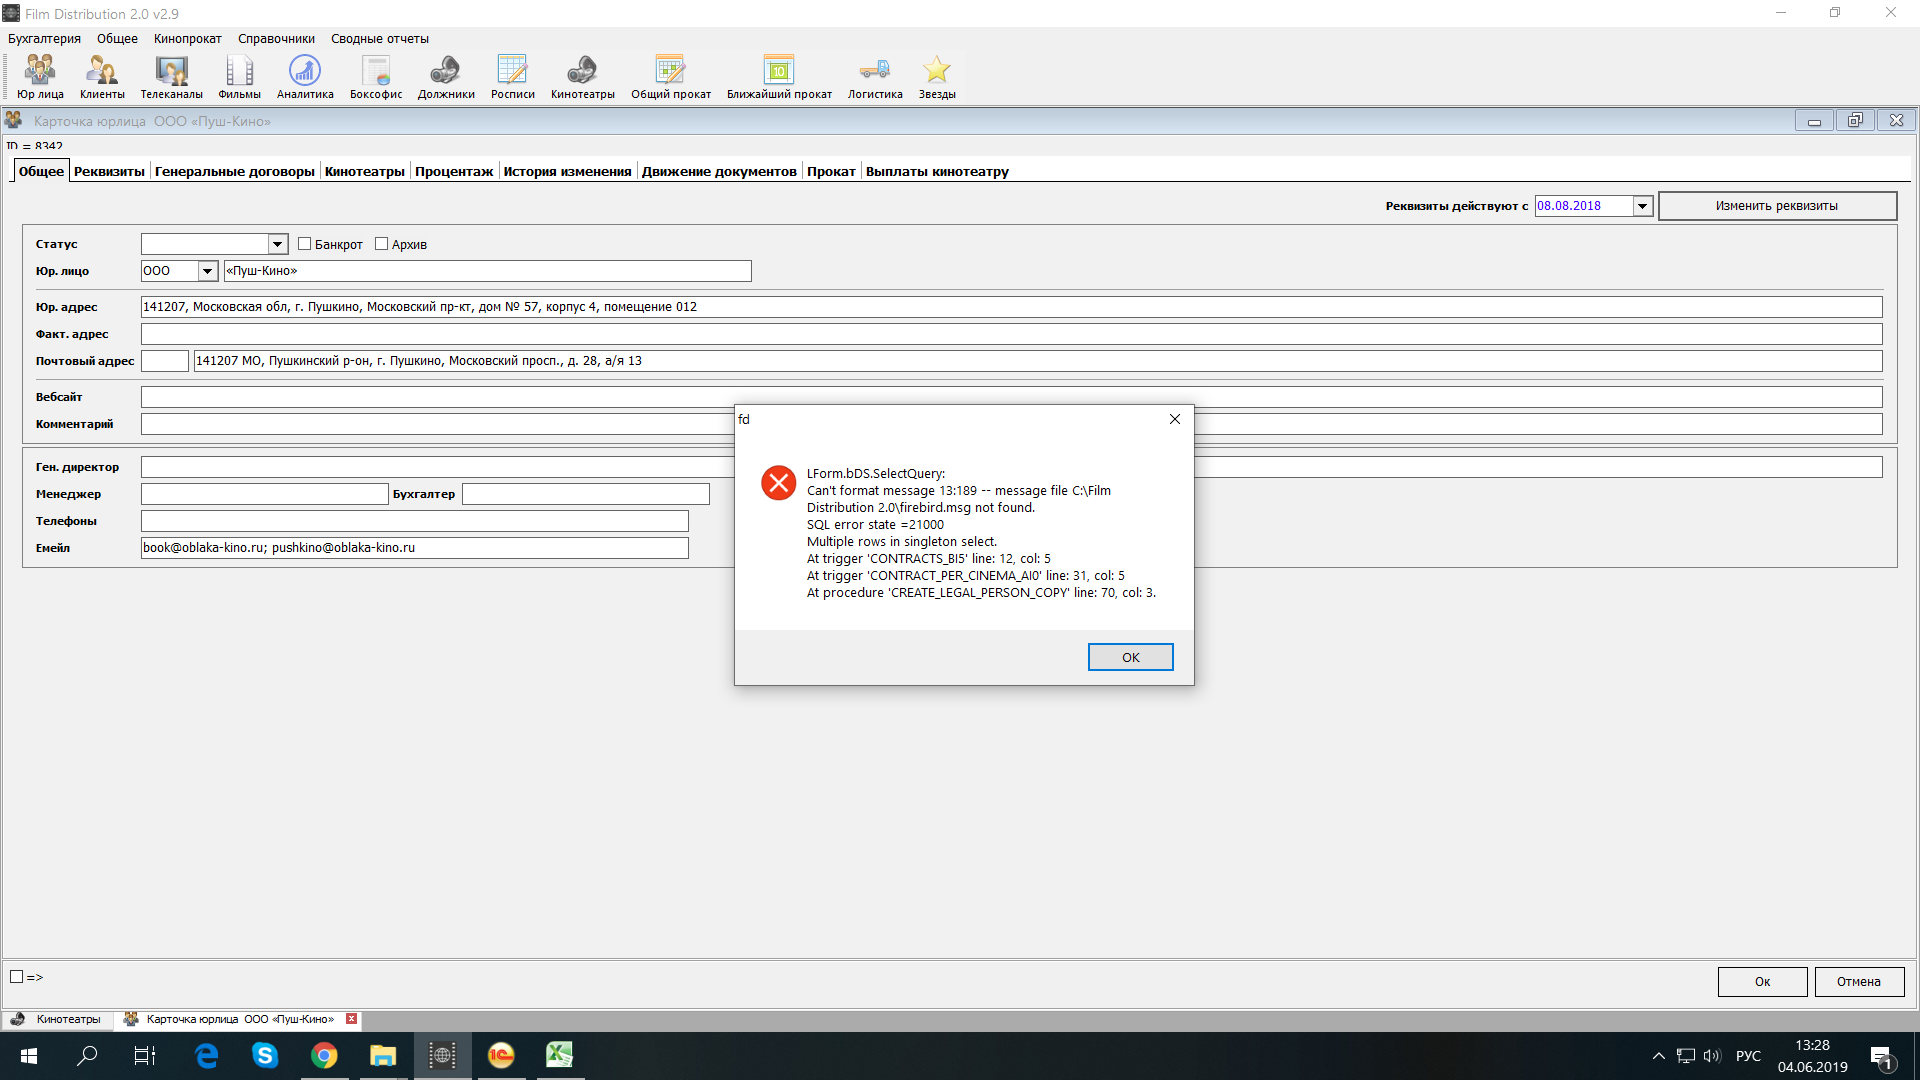 Film Distribution 2.0 v2.9
Бухгалтерия Общее Кинопрокат Справочники Сводные отчеты
Юр лица Клиенты Телеканалы Фильмы Аналитика Боксофис Должники Росписи Кинотеатры Общий прокат Ближайший прокат Логистика Звезды
10
Карточка юрлица ООО «Пуш-Кино»
ID = 8342
Общее Реквизиты Генеральные договоры Кинотеатры Процентаж История изменения Движение документов Прокат Выплаты кинотеатру
Реквизиты действуют с 08.08.2018 Изменить реквизиты
Статус Банкрот Архив
Юр. лицо ООО «Пуш-Кино»
Юр. адрес 141207, Московская обл, г. Пушкино, Московский пр-кт, дом № 57, корпус 4, помещение 012
Факт. адрес
Почтовый адрес 141207 МО, Пушкинский р-он, г. Пушкино, Московский просп., д. 28, а/я 13
Вебсайт
Комментарий
Ген. директор
Менеджер Бухгалтер
Телефоны
Емейл book@oblaka-kino.ru; pushkino@oblaka-kino.ru
fd
LForm.bDS.SelectQuery:
Can't format message 13:189 -- message file C:\Film
Distribution 2.0\firebird.msg not found.
SQL error state =21000
Multiple rows in singleton select.
At trigger 'CONTRACTS_BI5' line: 12, col: 5
At trigger 'CONTRACT_PER_CINEMA_AI0' line: 31, col: 5
At procedure 'CREATE_LEGAL_PERSON_COPY' line: 70, col: 3.
OK
=>
Ок Отмена
Кинотеатры Карточка юрлица ООО «Пуш-Кино»
РУС
13:28
04.06.2019
1